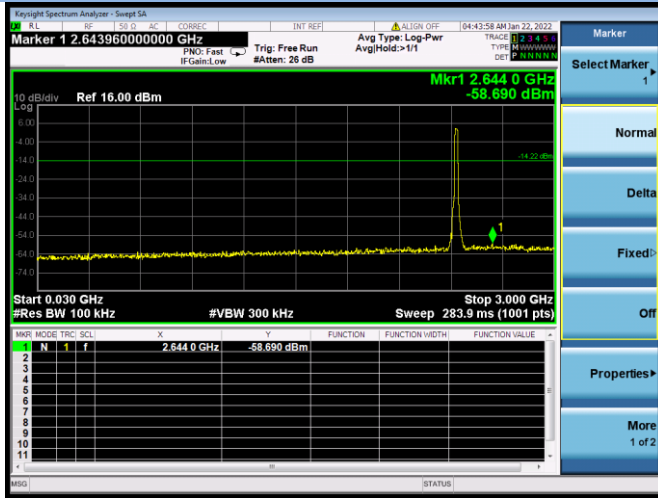 Keysight Spectrum Analyzer - Swept SA
RL RF 50 Ω AC CORREC INT REF ALIGN OFF 04:43:58 AM Jan 22, 2022
Marker 1 2.643960000000 GHz
PNO: Fast
IFGain:Low
Trig: Free Run
#Atten: 26 dB
Avg Type: Log-Pwr
Avg|Hold:>1/1
TRACE 1 2 3 4 5 6
TYPE M WWWWW
DET P N N N N N
Mkr1 2.644 0 GHz
-58.690 dBm
10 dB/div Ref 16.00 dBm
Log
6.00
-4.00
-14.0
-14.22 dBm
-24.0
-34.0
-44.0
-54.0
1
-64.0
-74.0
Start 0.030 GHz Stop 3.000 GHz
#Res BW 100 kHz #VBW 300 kHz Sweep 283.9 ms (1001 pts)
MKR MODE TRC SCL X Y FUNCTION FUNCTION WIDTH FUNCTION VALUE
1 N 1 f 2.644 0 GHz -58.690 dBm
2
3
4
5
6
7
8
9
10
11
MSG STATUS
Marker
Select Marker
1
Normal
Delta
Fixed
Off
Properties
More
1 of 2